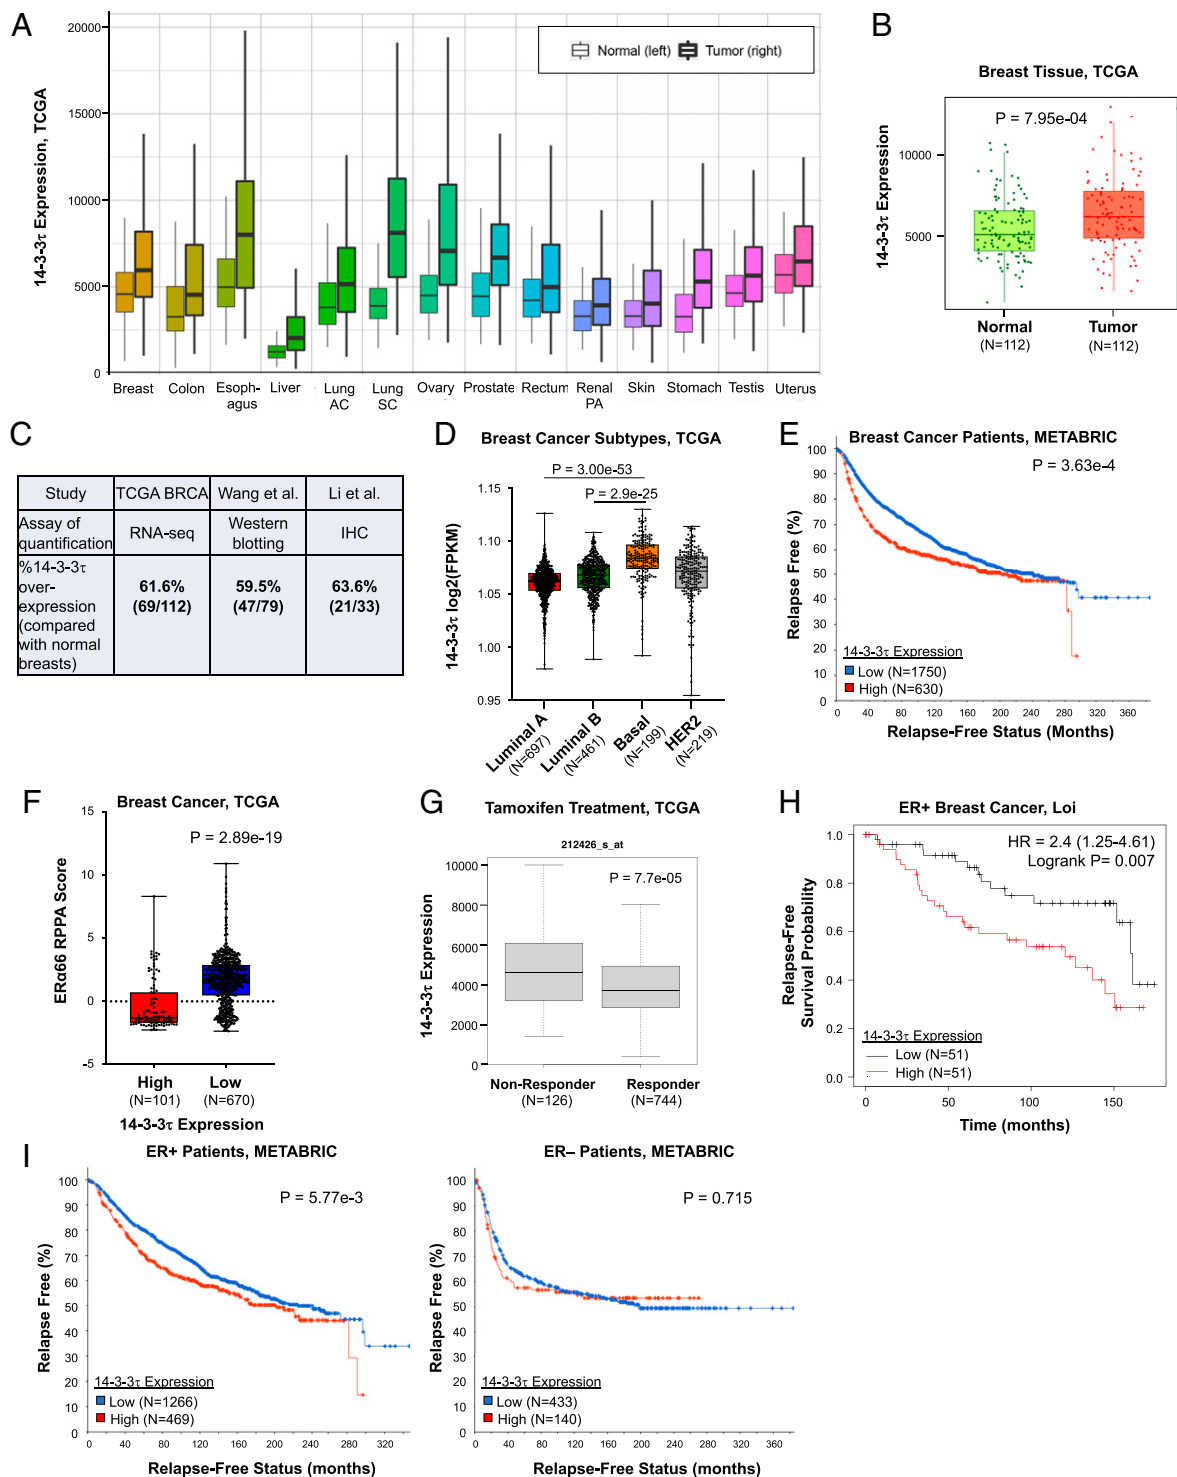 A
14-3-3τ Expression, TCGA
20000
15000
10000
5000
0
Normal (left) Tumor (right)
Breast Colon Esoph-agus Liver Lung AC Lung SC Ovary Prostate Rectum Renal PA Skin Stomach Testis Uterus
B
Breast Tissue, TCGA
P = 7.95e-04
14-3-3τ Expression
10000
5000
Normal Tumor
(N=112) (N=112)
C
Study TCGA BRCA Wang et al. Li et al.
Assay of quantification RNA-seq Western blotting IHC
%14-3-3τ over-expression (compared with normal breasts) 61.6% (69/112) 59.5% (47/79) 63.6% (21/33)
D
Breast Cancer Subtypes, TCGA
P = 3.00e-53
P = 2.9e-25
14-3-3τ log2(FPKM)
1.15
1.10
1.05
1.00
0.95
Luminal A (N=697)
Luminal B (N=461)
Basal (N=199)
HER2 (N=219)
E
Breast Cancer Patients, METABRIC
P = 3.63e-4
Relapse Free (%)
100
90
80
70
60
50
40
30
20
10
0
14-3-3τ Expression
Low (N=1750)
High (N=630)
0 40 80 120 160 200 240 280 320 360
Relapse-Free Status (Months)
F
Breast Cancer, TCGA
P = 2.89e-19
ERα66 RPPA Score
15
10
5
0
-5
High Low
(N=101) (N=670)
14-3-3τ Expression
G
Tamoxifen Treatment, TCGA
212426_s_at
P = 7.7e-05
14-3-3τ Expression
10000
8000
6000
4000
2000
0
Non-Responder Responder
(N=126) (N=744)
H
ER+ Breast Cancer, Loi
HR = 2.4 (1.25-4.61)
Logrank P= 0.007
Relapse-Free
Survival Probability
1.0
0.8
0.6
0.4
0.2
0.0
14-3-3τ Expression
Low (N=51)
High (N=51)
0 50 100 150
Time (months)
I
ER+ Patients, METABRIC
P = 5.77e-3
Relapse Free (%)
100
90
80
70
60
50
40
30
20
10
0
14-3-3τ Expression
Low (N=1266)
High (N=469)
0 40 80 120 160 200 240 280 320
Relapse-Free Status (months)
ER– Patients, METABRIC
P = 0.715
Relapse Free (%)
100
90
80
70
60
50
40
30
20
10
0
14-3-3τ Expression
Low (N=433)
High (N=140)
0 40 80 120 160 200 240 280 320 360
Relapse-Free Status (months)